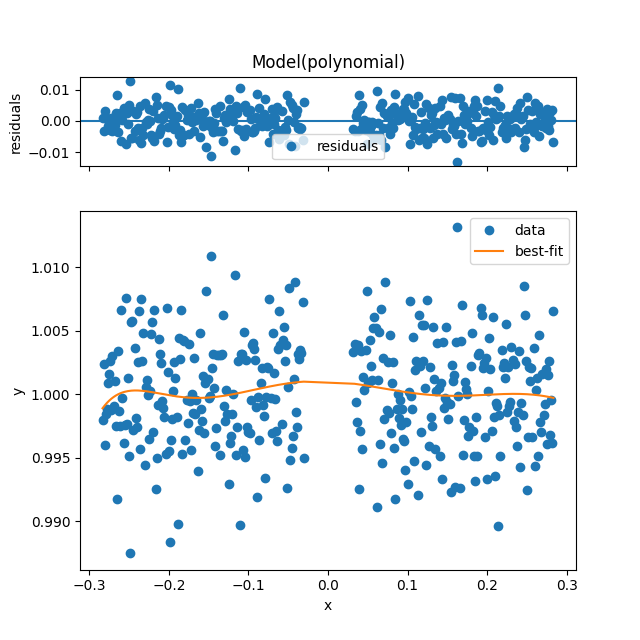 Model(polynomial)
0.01
0.00
−0.01
residuals
residuals
data
best-fit
1.010
1.005
1.000
0.995
0.990
y
−0.3
−0.2
−0.1
0.0
0.1
0.2
0.3
x